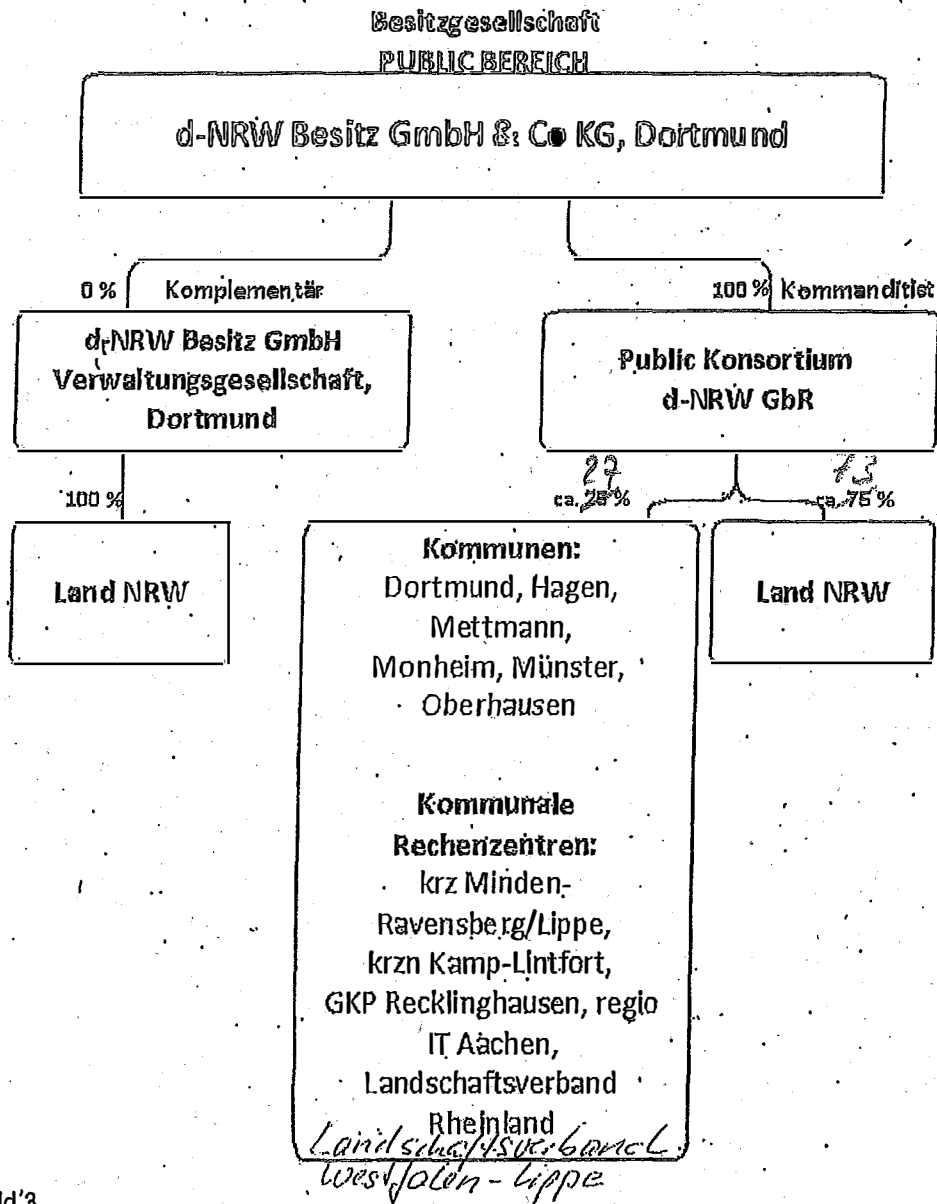 Besitzgesellschaft
PUBLIC BEREICH
d-NRW Besitz GmbH & Co KG, Dortmund
0 % Komplementär
100 % Kommanditist
d-NRW Besitz GmbH
Verwaltungsgesellschaft,
Dortmund
Public Konsortium
d-NRW GbR
100 %
27
ca. 25 %
73
ca. 75 %
Land NRW
Kommunen:
Dortmund, Hagen,
Mettmann,
Monheim, Münster,
Oberhausen
Kommunale
Rechenzentren:
krz Minden-
Ravensberg/Lippe,
krzn Kamp-Lintfort,
GKP Recklinghausen, regio
IT Aachen,
Landschaftsverband
Rheinland
Landschaftsverband
Westfalen-Lippe
Land NRW